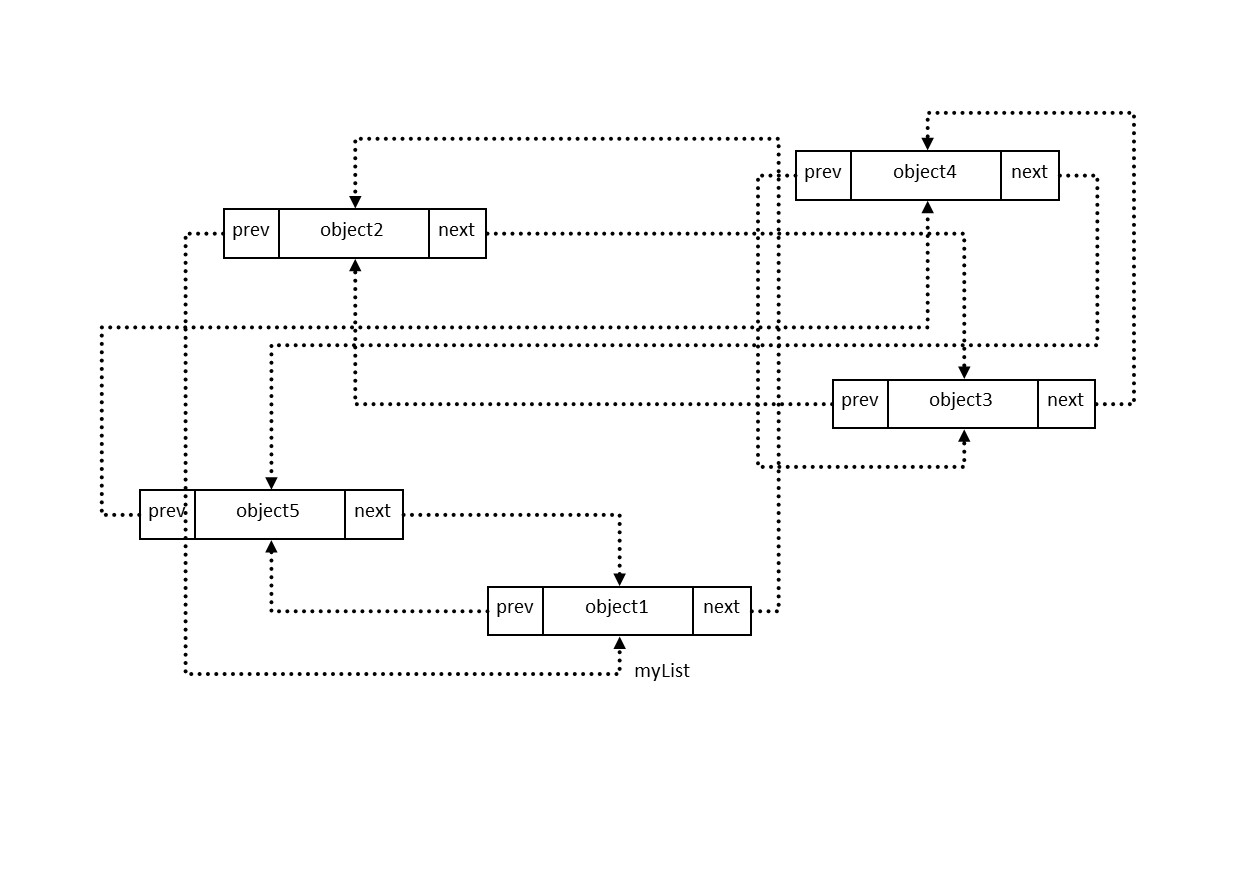 prev object4 next
prev object2 next
prev object3 next
prev object5 next
prev object1 next
myList